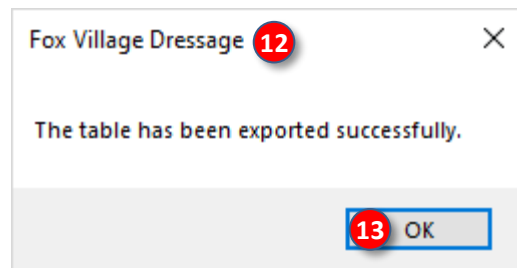 Fox Village Dressage 12
The table has been exported successfully.
13 OK